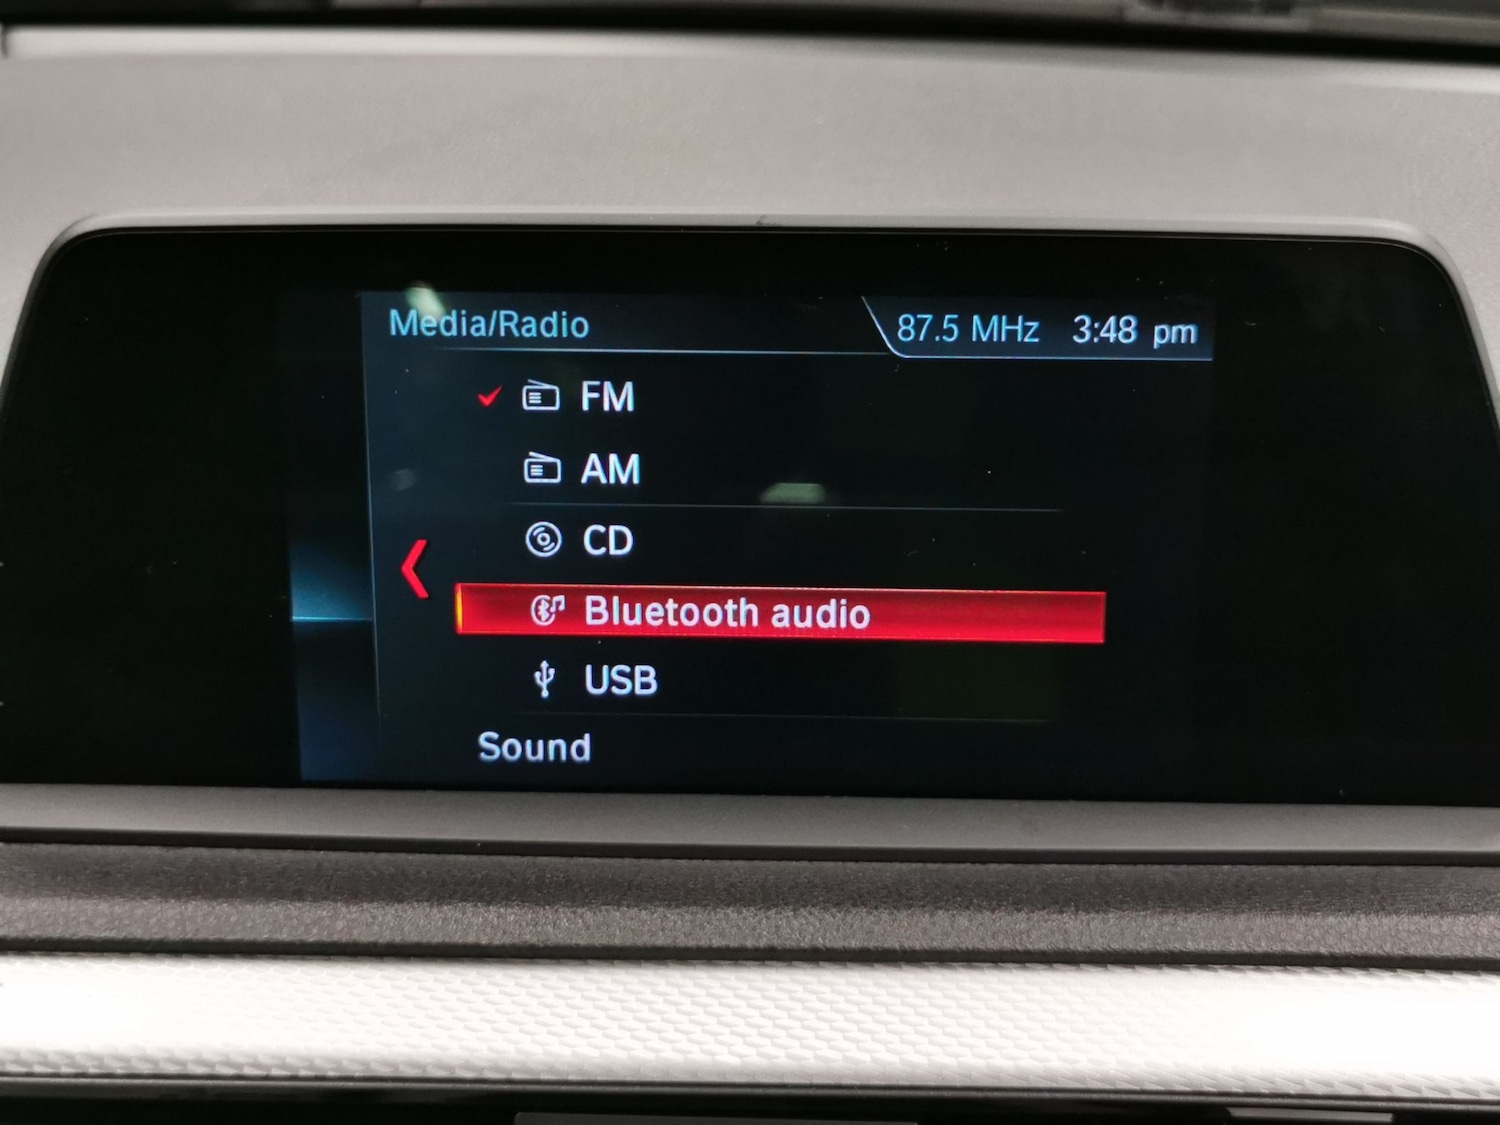 Media/Radio
87.5 MHz 3:48 pm
FM
AM
CD
Bluetooth audio
USB
Sound